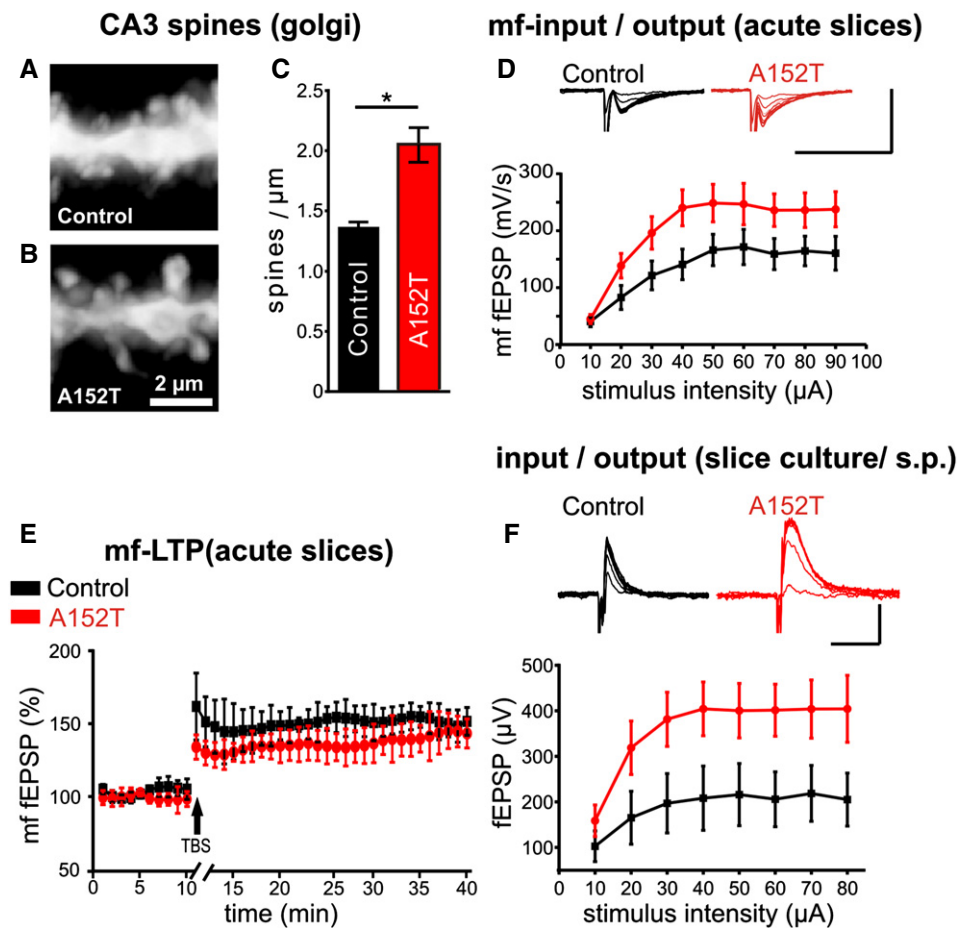 CA3 spines (golgi)
mf-input / output (acute slices)
A
Control
B
A152T
2 µm
C
*
spines / µm
2.5
2.0
1.5
1.0
0.5
0
Control
A152T
D
Control
A152T
mf fEPSP (mV/s)
300
200
100
0
0 10 20 30 40 50 60 70 80 90 100
stimulus intensity (µA)
input / output (slice culture/ s.p.)
E
mf-LTP(acute slices)
Control
A152T
mf fEPSP (%)
200
150
100
50
TBS
0 5 10 15 20 25 30 35 40
time (min)
F
Control
A152T
fEPSP (µV)
500
400
300
200
100
0 10 20 30 40 50 60 70 80
stimulus intensity (µA)